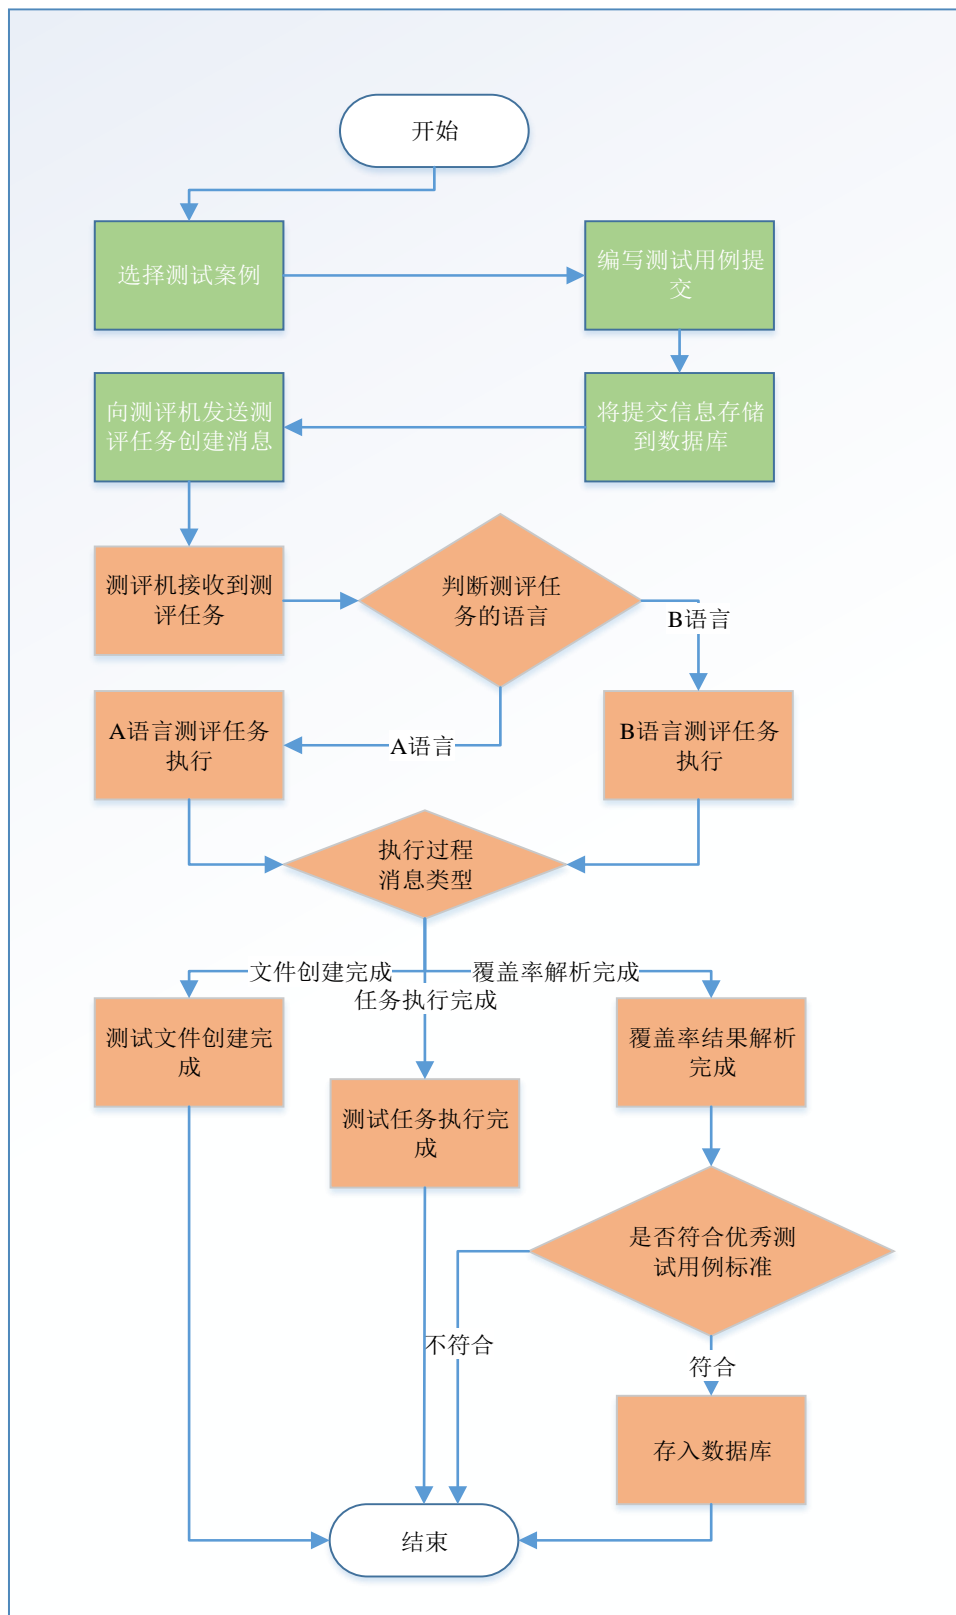 开始
选择测试案例
编写测试用例提
交
向测评机发送测
评任务创建消息
将提交信息存储
到数据库
测评机接收到测
评任务
判断测评任
务的语言
B语言
A语言测评任务
执行
A语言
B语言测评任务
执行
执行过程
消息类型
文件创建完成
任务执行完成
覆盖率解析完成
测试文件创建完
成
测试任务执行完
成
覆盖率结果解析
完成
是否符合优秀测
试用例标准
不符合
符合
存入数据库
结束